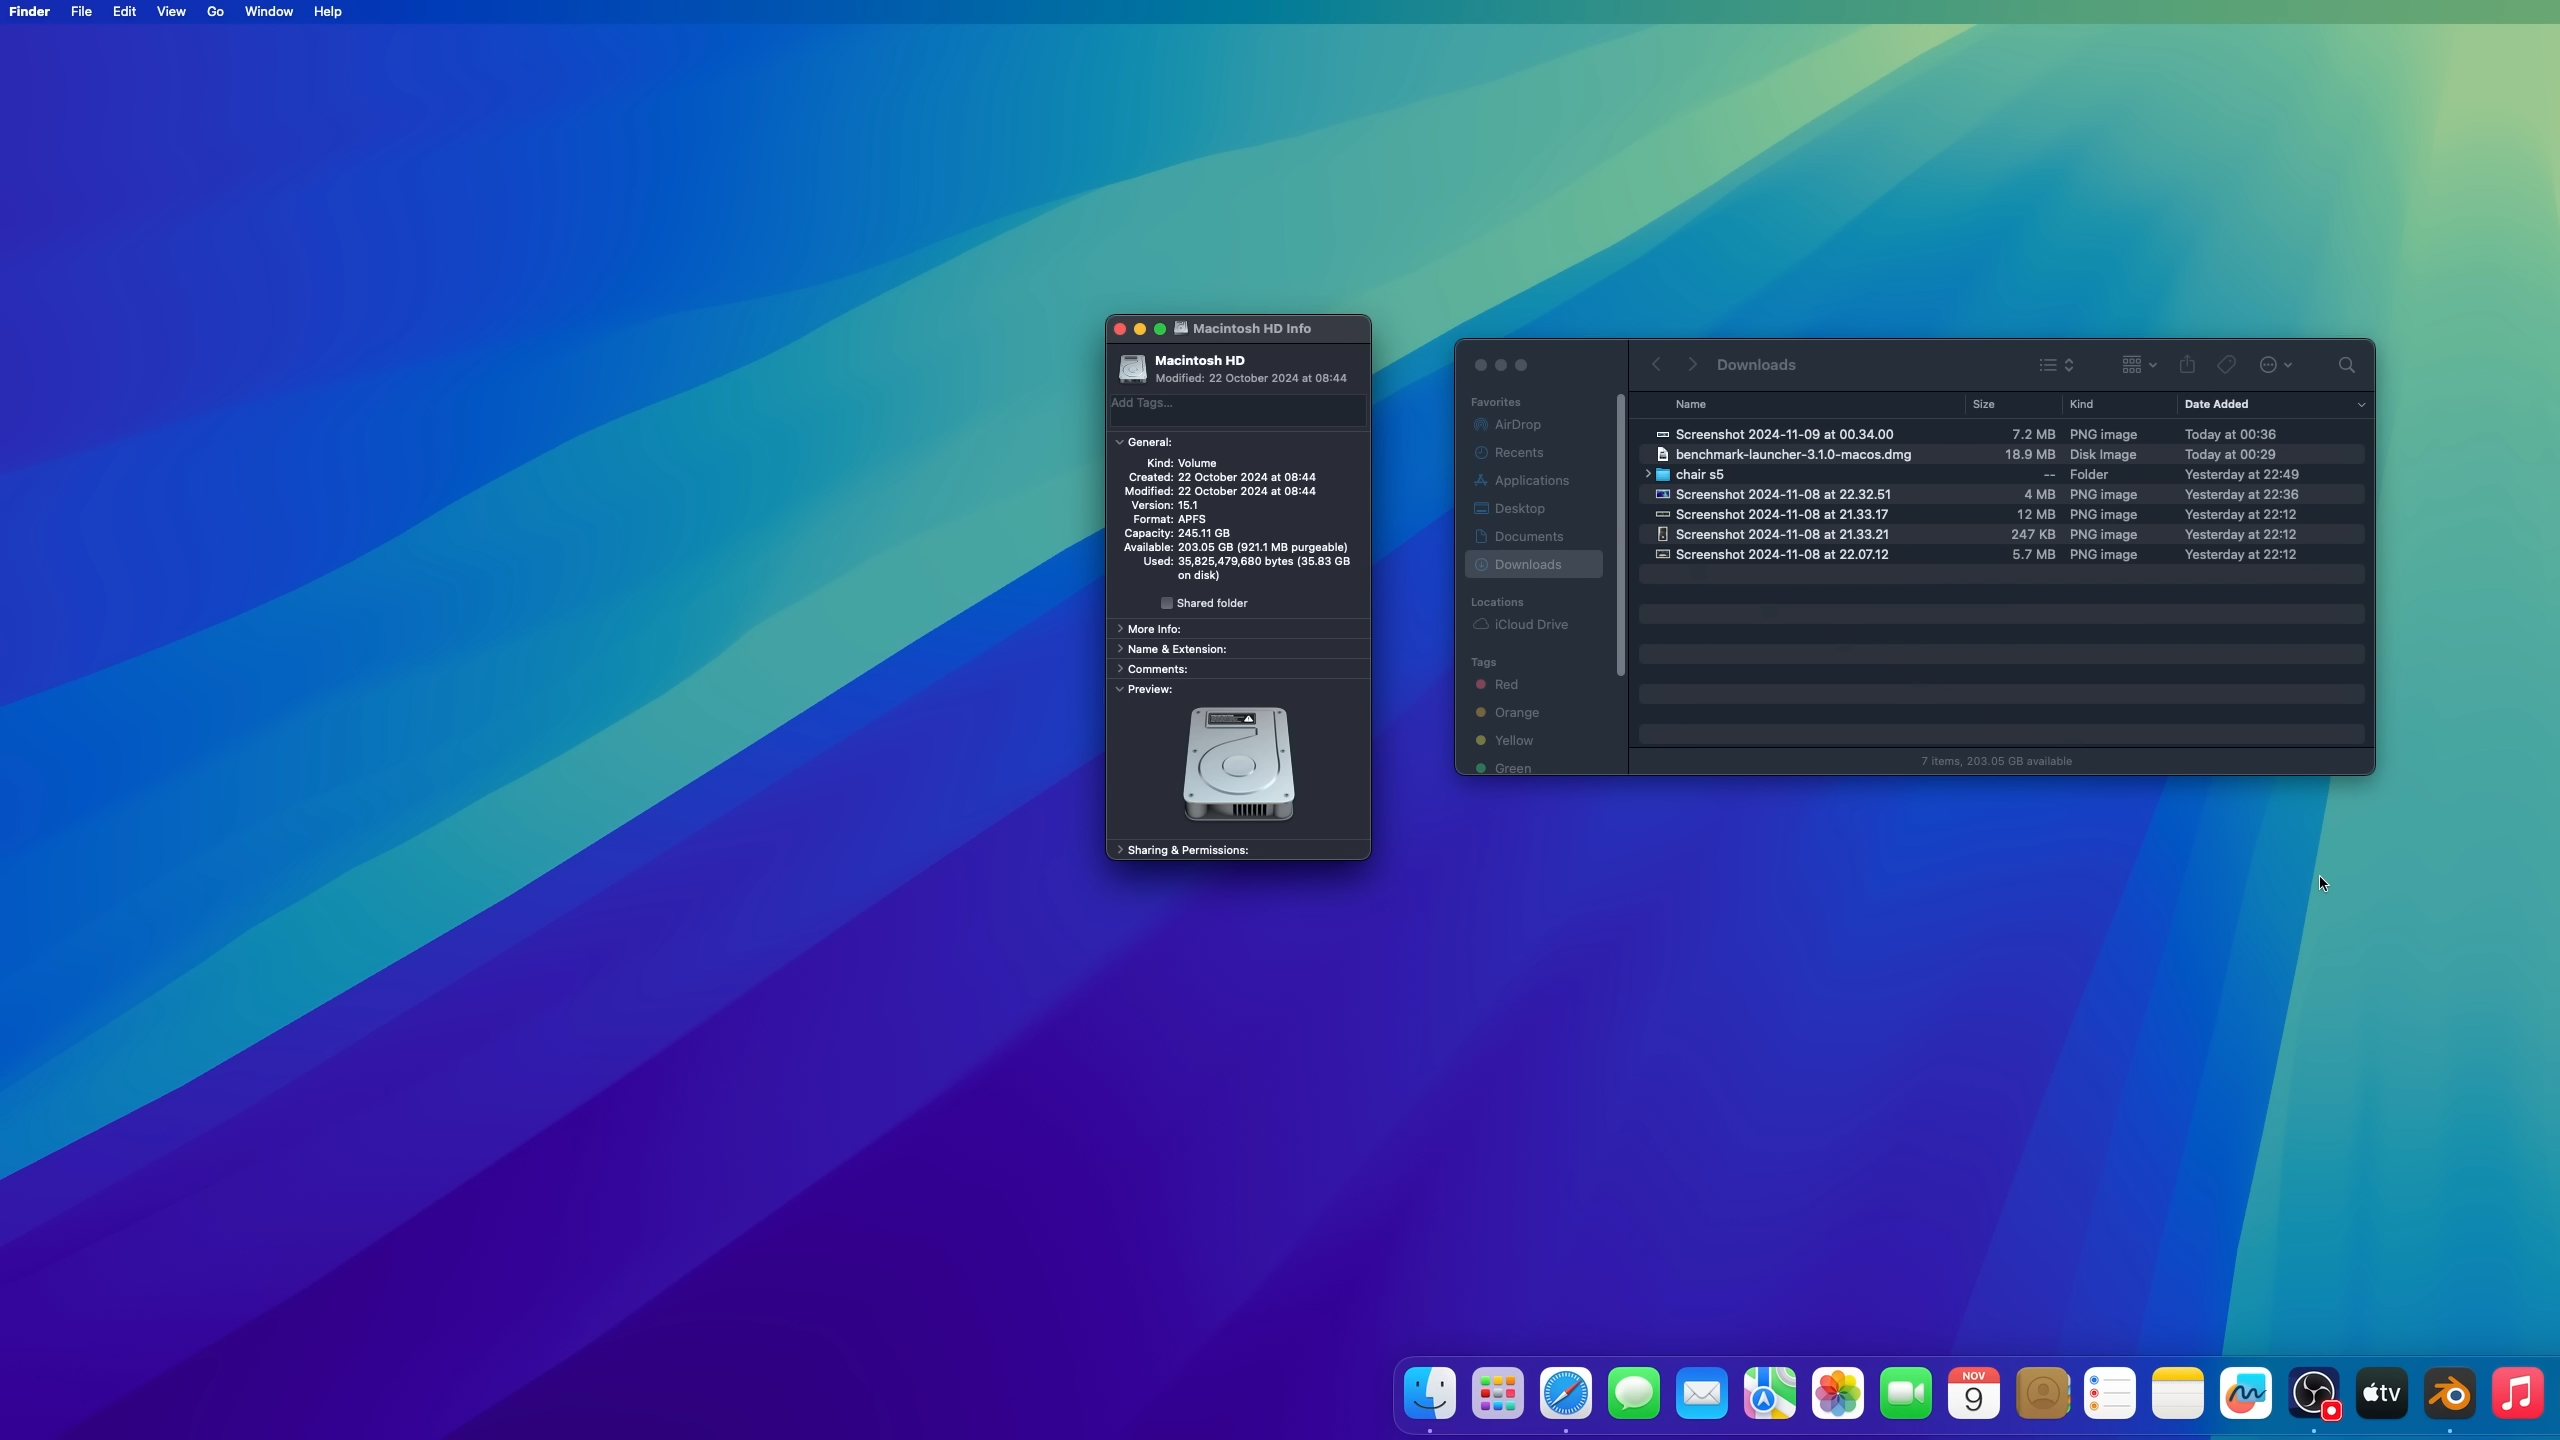 Finder File Edit View Go Window Help
Macintosh HD Info
Macintosh HD
Modified: 22 October 2024 at 08:44
Add Tags...
General:
Kind: Volume
Created: 22 October 2024 at 08:44
Modified: 22 October 2024 at 08:44
Version: 15.1
Format: APFS
Capacity: 245.11 GB
Available: 203.05 GB (921.1 MB purgeable)
Used: 35,825,479,680 bytes (35.83 GB
on disk)
Shared folder
More Info:
Name & Extension:
Comments:
Preview:
Sharing & Permissions:
Downloads
Favorites
AirDrop
Recents
Applications
Desktop
Documents
Downloads
Locations
iCloud Drive
Tags
Red
Orange
Yellow
Green
Name Size Kind Date Added
Screenshot 2024-11-09 at 00.34.00 7.2 MB PNG image Today at 00:36
benchmark-launcher-3.1.0-macos.dmg 18.9 MB Disk Image Today at 00:29
chair s5 -- Folder Yesterday at 22:49
Screenshot 2024-11-08 at 22.32.51 4 MB PNG image Yesterday at 22:36
Screenshot 2024-11-08 at 21.33.17 12 MB PNG image Yesterday at 22:12
Screenshot 2024-11-08 at 21.33.21 247 KB PNG image Yesterday at 22:12
Screenshot 2024-11-08 at 22.07.12 5.7 MB PNG image Yesterday at 22:12
7 items, 203.05 GB available
NOV
9
tv